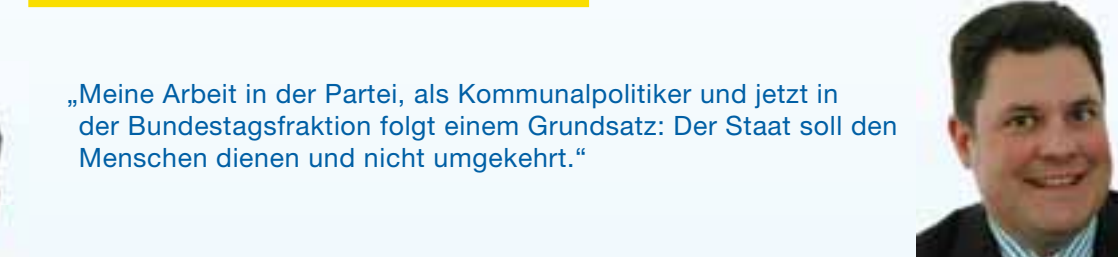 „Meine Arbeit in der Partei, als Kommunalpolitiker und jetzt in
der Bundestagsfraktion folgt einem Grundsatz: Der Staat soll den
Menschen dienen und nicht umgekehrt.“